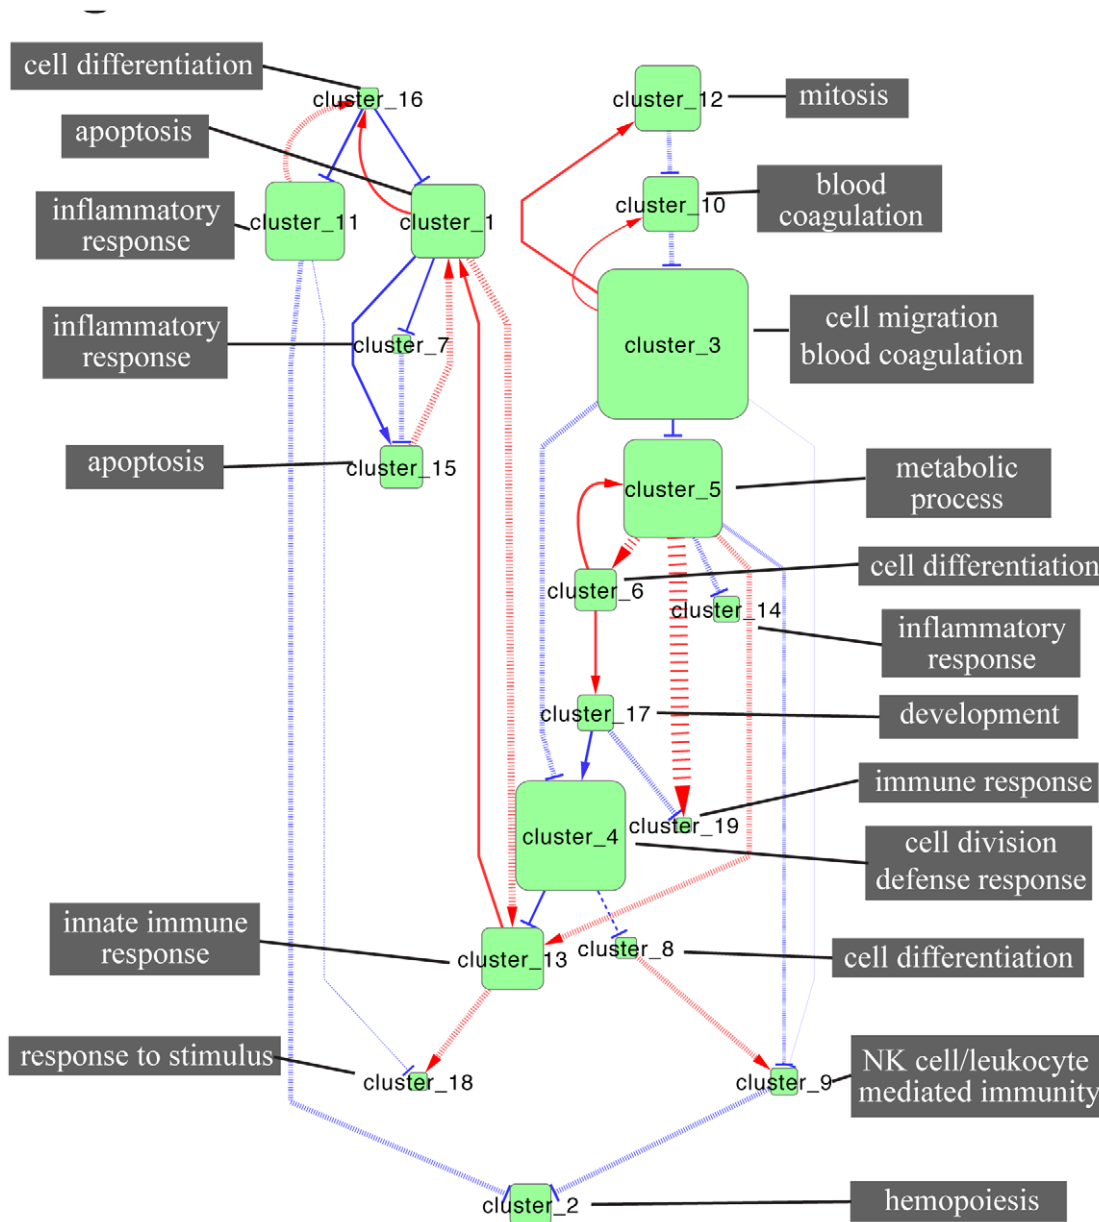 cell differentiation
cluster_16
cluster_12
mitosis
apoptosis
inflammatory
response
cluster_11
cluster_1
cluster_10
blood
coagulation
inflammatory
response
cluster_7
cluster_3
cell migration
blood coagulation
apoptosis
cluster_15
cluster_5
metabolic
process
cluster_6
cell differentiation
cluster_14
inflammatory
response
cluster_17
development
immune response
cluster_19
cluster_4
cell division
defense response
innate immune
response
cluster_13
cluster_8
cell differentiation
response to stimulus
cluster_18
cluster_9
NK cell/leukocyte
mediated immunity
cluster_2
hemopoiesis